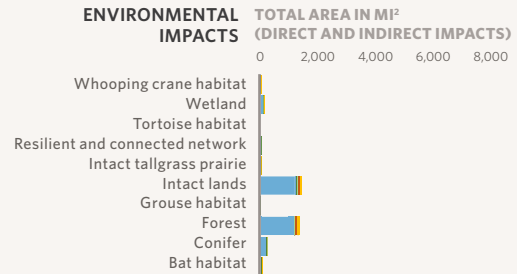 ENVIRONMENTAL IMPACTS
TOTAL AREA IN MI²
(DIRECT AND INDIRECT IMPACTS)
0 2,000 4,000 6,000 8,000
Whooping crane habitat
Wetland
Tortoise habitat
Resilient and connected network
Intact tallgrass prairie
Intact lands
Grouse habitat
Forest
Conifer
Bat habitat